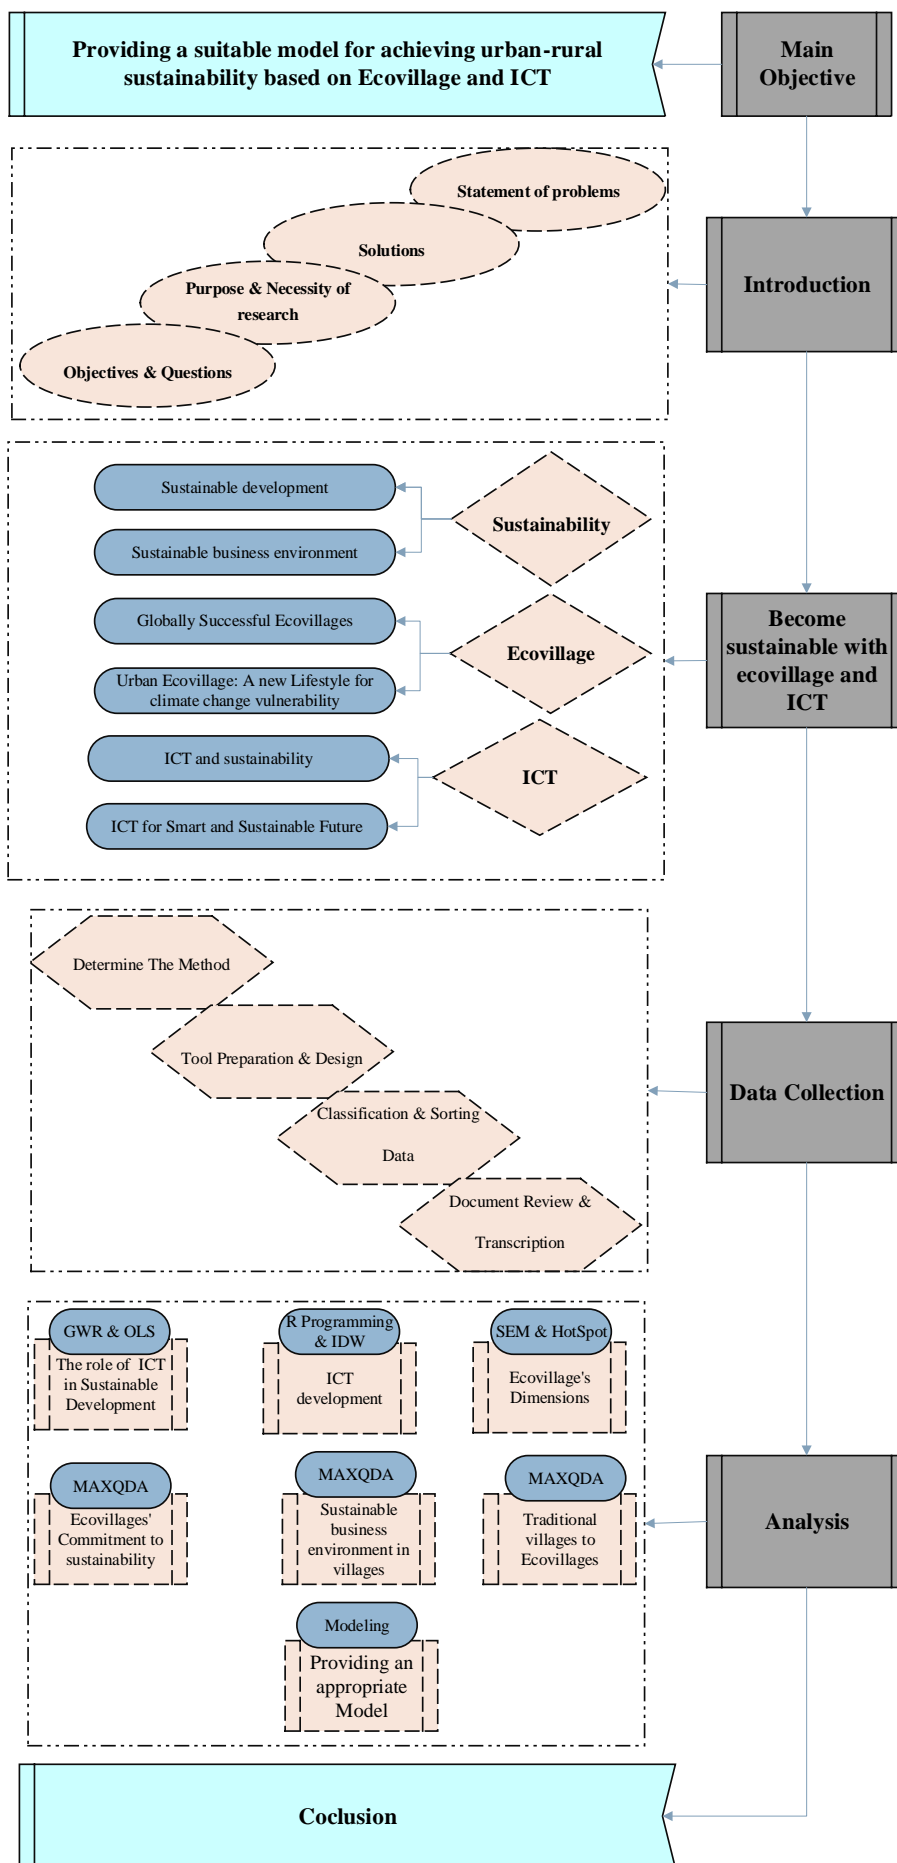 Providing a suitable model for achieving urban-rural
sustainability based on Ecovillage and ICT
Main
Objective
Statement of problems
Solutions
Purpose & Necessity of
research
Objectives & Questions
Introduction
Sustainable development
Sustainable business environment
Sustainability
Globally Successful Ecovillages
Urban Ecovillage: A new Lifestyle for
climate change vulnerability
Ecovillage
ICT and sustainability
ICT for Smart and Sustainable Future
ICT
Become
sustainable with
ecovillage and
ICT
Determine The Method
Tool Preparation & Design
Classification & Sorting
Data
Document Review &
Transcription
Data Collection
GWR & OLS
The role of ICT
in Sustainable
Development
R Programming
& IDW
ICT
development
SEM & HotSpot
Ecovillage's
Dimensions
MAXQDA
Ecovillages'
Commitment to
sustainability
MAXQDA
Sustainable
business
environment in
villages
MAXQDA
Traditional
villages to
Ecovillages
Modeling
Providing an
appropriate
Model
Analysis
Coclusion